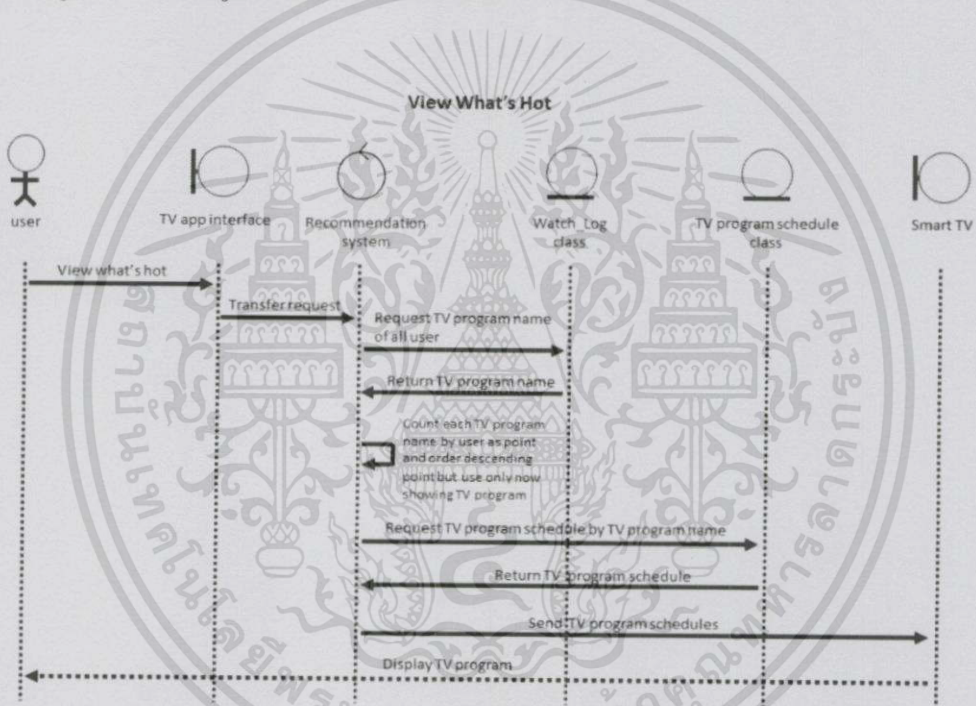 View What's Hot
user
TV app interface
Recommendation
system
Watch_Log
class
TV program schedule
class
Smart TV
View what's hot
Transfer request
Request TV program name
of all user
Return TV program name
Count each TV program
name by user as point
and order descending
point but use only now
showing TV program
Request TV program schedule by TV program name
Return TV program schedule
Send TV program schedules
Display TV program